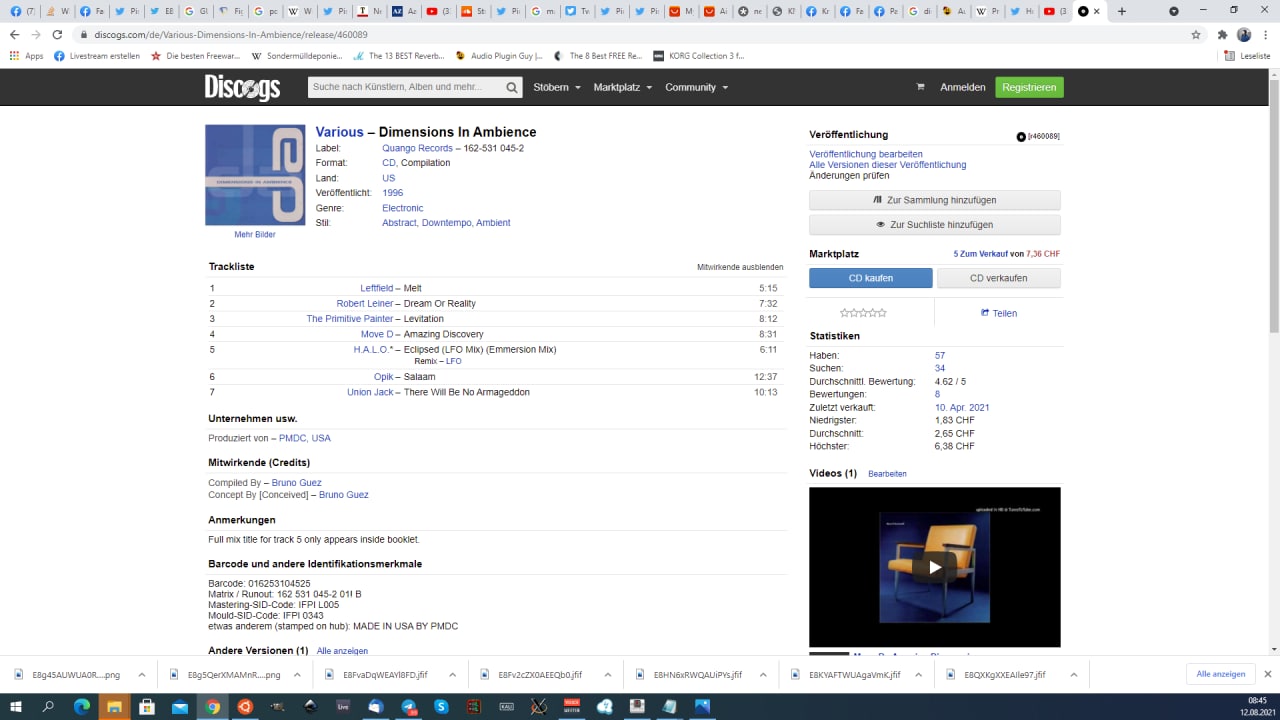 discogs.com/de/Various-Dimensions-In-Ambience/release/460089
Apps
Livestream erstellen
Die besten Freewar...
Sondermülldeponie...
The 13 BEST Reverb...
Audio Plugin Guy |...
The 8 Best FREE Re...
KORG Collection 3 f...
Leseliste
Discogs
Suche nach Künstlern, Alben und mehr...
Stöbern
Marktplatz
Community
Anmelden
Registrieren
DIMENSIONS IN AMBIENCE
Mehr Bilder
Various – Dimensions In Ambience
Label: Quango Records – 162-531 045-2
Format: CD, Compilation
Land: US
Veröffentlicht: 1996
Genre: Electronic
Stil: Abstract, Downtempo, Ambient
Tracklist​e
Mitwirkende ausblenden
1 Leftfield – Melt 5:15
2 Robert Leiner – Dream Or Reality 7:32
3 The Primitive Painter – Levitation 8:12
4 Move D – Amazing Discovery 8:31
5 H.A.L.O.* – Eclipsed (LFO Mix) (Emmersion Mix) 6:11
Remix – LFO
6 Opik – Salaam 12:37
7 Union Jack – There Will Be No Armageddon 10:13
Unternehmen usw.
Produziert von – PMDC, USA
Mitwirkende (Credits)
Compiled By – Bruno Guez
Concept By [Conceived] – Bruno Guez
Anmerkungen
Full mix title for track 5 only appears inside booklet.
Barcode und andere Identifikationsmerkmale
Barcode: 016253104525
Matrix / Runout: 162 531 045-2 01! B
Mastering-SID-Code: IFPI L005
Mould-SID-Code: IFPI 0343
etwas anderem (stamped on hub): MADE IN USA BY PMDC
Andere Versionen (1) Alle anzeigen
Veröffentlichung
[r460089]
Veröffentlichung bearbeiten
Alle Versionen dieser Veröffentlichung
Änderungen prüfen
Zur Sammlung hinzufügen
Zur Suchliste hinzufügen
Marktplatz
5 Zum Verkauf von 7,36 CHF
CD kaufen
CD verkaufen
Teilen
Statistiken
Haben: 57
Suchen: 34
Durchschnittl. Bewertung: 4.62 / 5
Bewertungen: 8
Zuletzt verkauft: 10. Apr. 2021
Niedrigster: 1,83 CHF
Durchschnitt: 2,65 CHF
Höchster: 6,38 CHF
Videos (1) Bearbeiten
uploaded in HD @ TunesToTube.com
E8g45AUWUA0R....png
E8g5QerXMAMnR....png
E8FvaDqWEAYl8FD.jfif
E8Fv2cZX0AEEQb0.jfif
E8HN6xRWQAUiPYs.jfif
E8KYAFTWUAgaVmK.jfif
E8QXKgXXEAIle97.jfif
Alle anzeigen
Live
KALI
08:45
12.08.2021